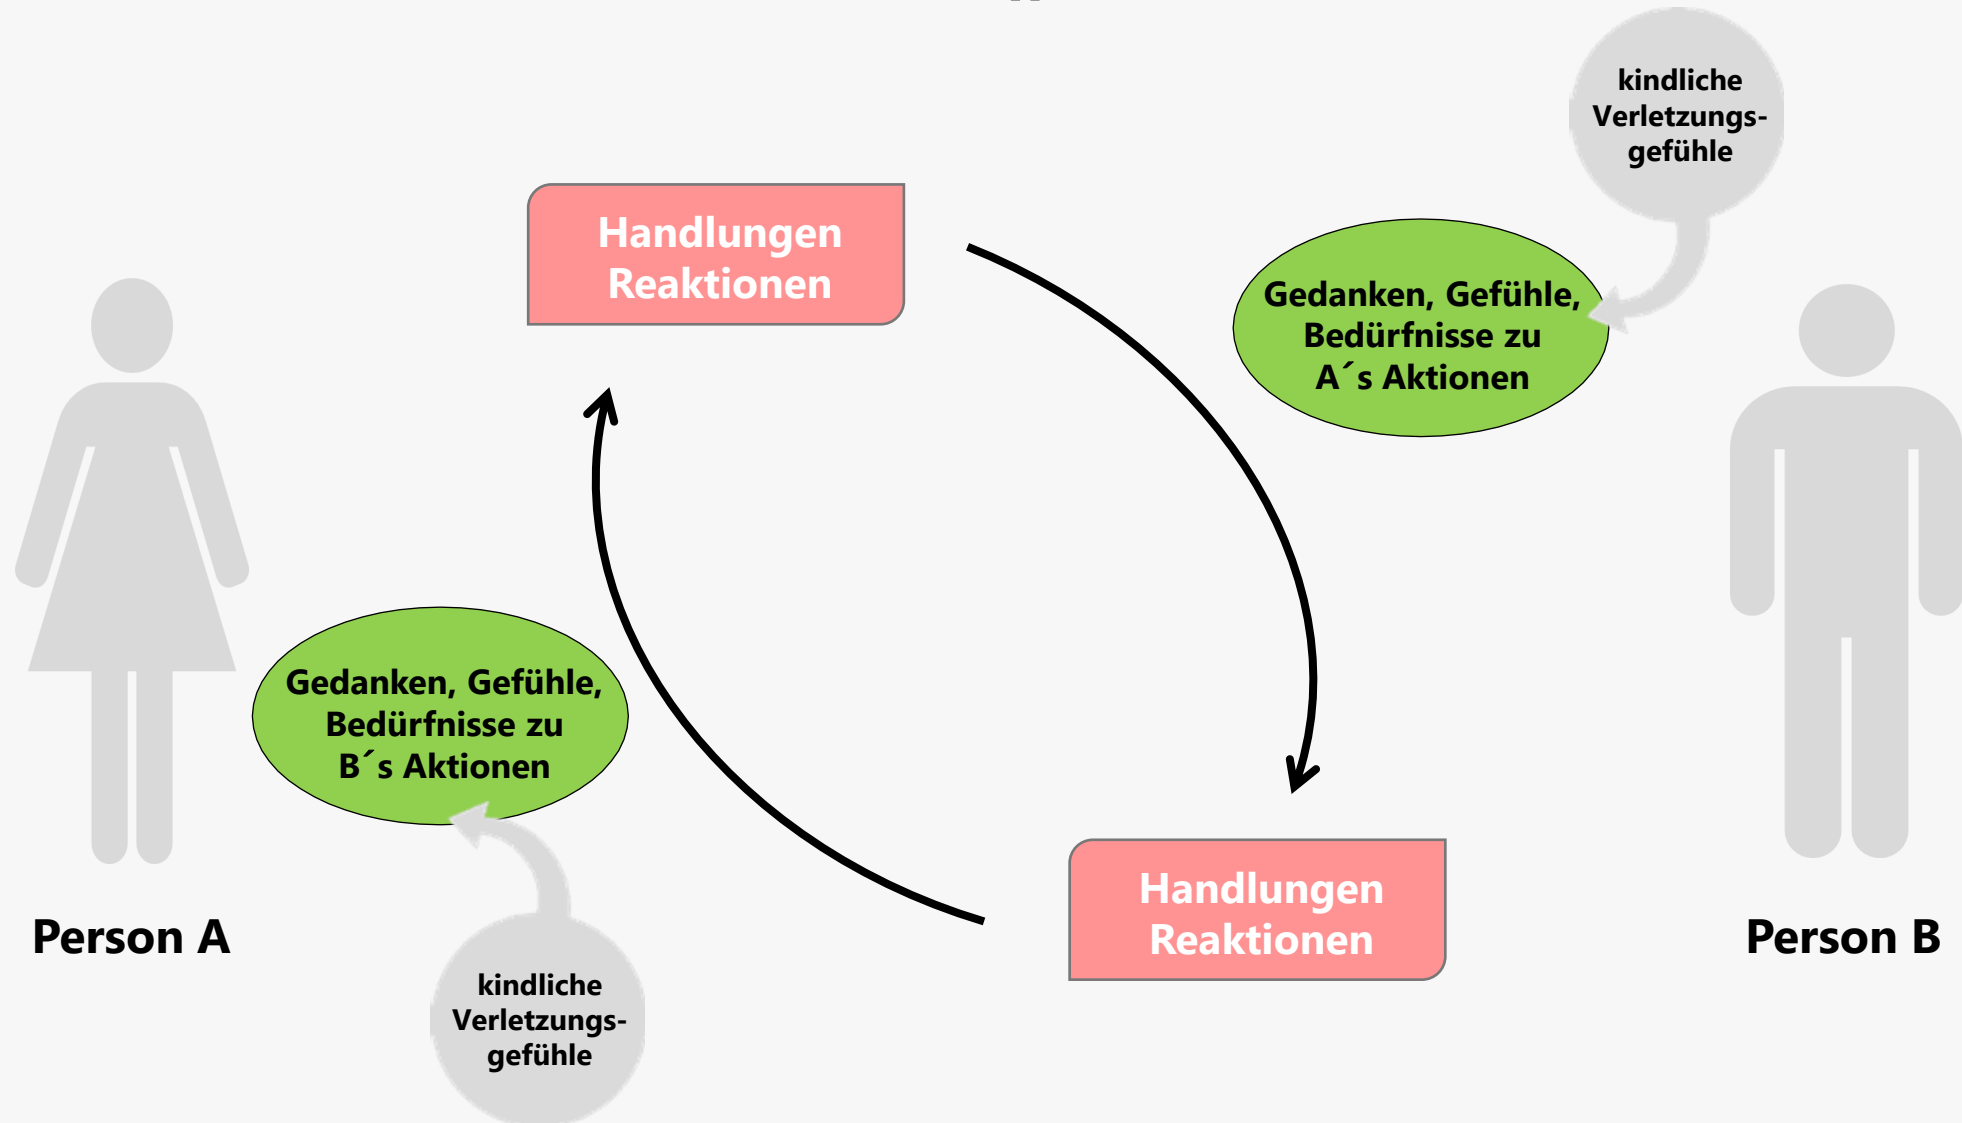 kindliche
Verletzungs-
gefühle
Handlungen
Reaktionen
Gedanken, Gefühle,
Bedürfnisse zu
A´s Aktionen
Gedanken, Gefühle,
Bedürfnisse zu
B´s Aktionen
Handlungen
Reaktionen
Person A
Person B
kindliche
Verletzungs-
gefühle